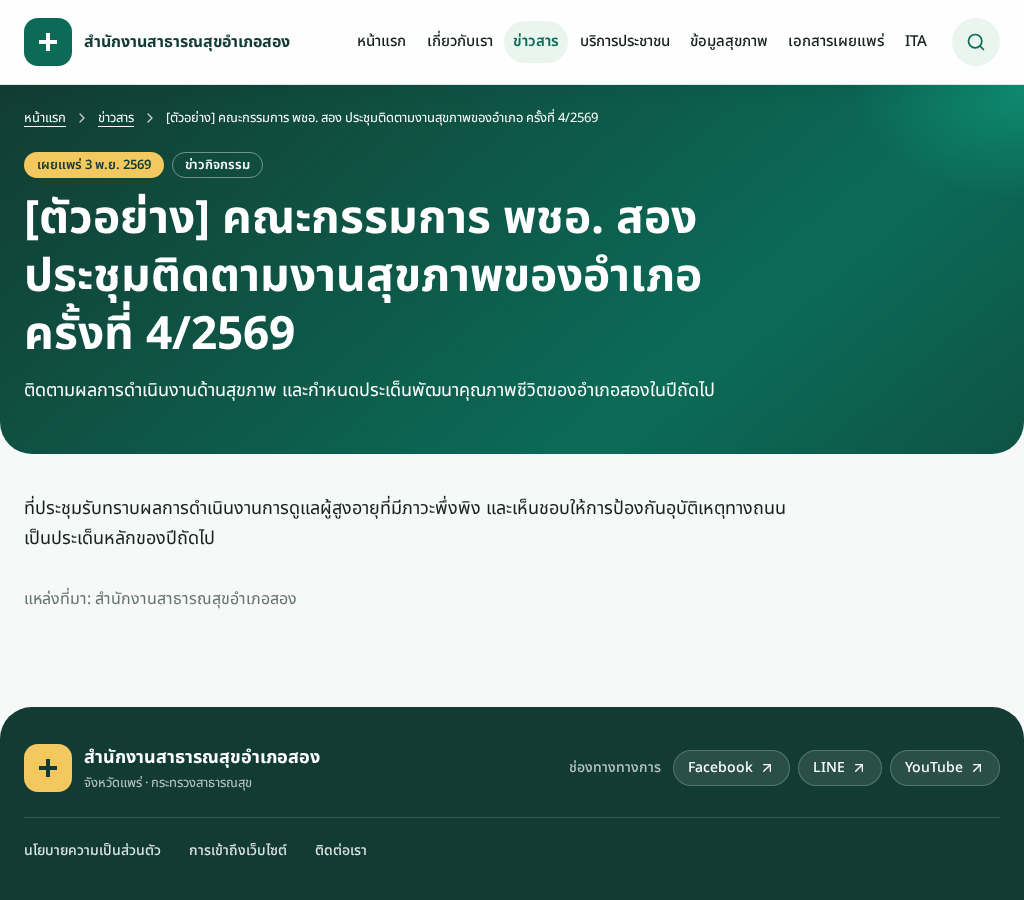 สำนักงานสาธารณสุขอำเภอสอง
หน้าแรก เกี่ยวกับเรา ข่าวสาร บริการประชาชน ข้อมูลสุขภาพ เอกสารเผยแพร่ ITA
หน้าแรก ข่าวสาร [ตัวอย่าง] คณะกรรมการ พชอ. สอง ประชุมติดตามงานสุขภาพของอำเภอ ครั้งที่ 4/2569
เผยแพร่ 3 พ.ย. 2569 ข่าวกิจกรรม
[ตัวอย่าง] คณะกรรมการ พชอ. สอง
ประชุมติดตามงานสุขภาพของอำเภอ
ครั้งที่ 4/2569
ติดตามผลการดำเนินงานด้านสุขภาพ และกำหนดประเด็นพัฒนาคุณภาพชีวิตของอำเภอสองในปีถัดไป
ที่ประชุมรับทราบผลการดำเนินงานการดูแลผู้สูงอายุที่มีภาวะพึ่งพิง และเห็นชอบให้การป้องกันอุบัติเหตุทางถนน
เป็นประเด็นหลักของปีถัดไป
แหล่งที่มา: สำนักงานสาธารณสุขอำเภอสอง
สำนักงานสาธารณสุขอำเภอสอง
จังหวัดแพร่ · กระทรวงสาธารณสุข
ช่องทางทางการ Facebook LINE YouTube
นโยบายความเป็นส่วนตัว การเข้าถึงเว็บไซต์ ติดต่อเรา